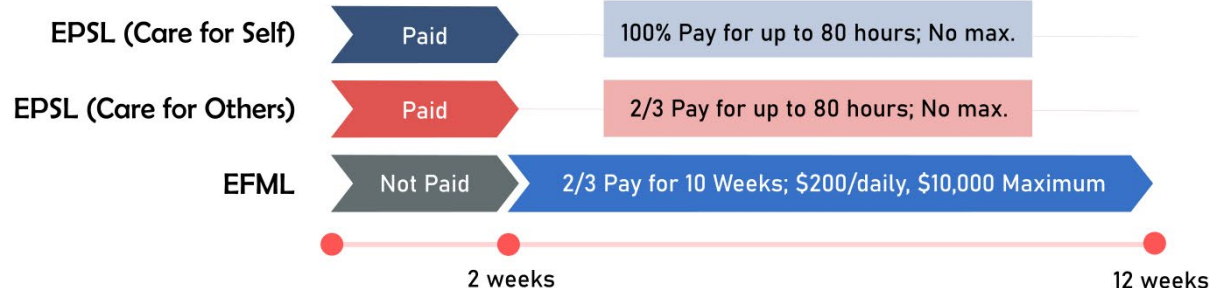 EPSL (Care for Self)
Paid
100% Pay for up to 80 hours; No max.
EPSL (Care for Others)
Paid
2/3 Pay for up to 80 hours; No max.
EFML
Not Paid
2/3 Pay for 10 Weeks; $200/daily, $10,000 Maximum
2 weeks
12 weeks